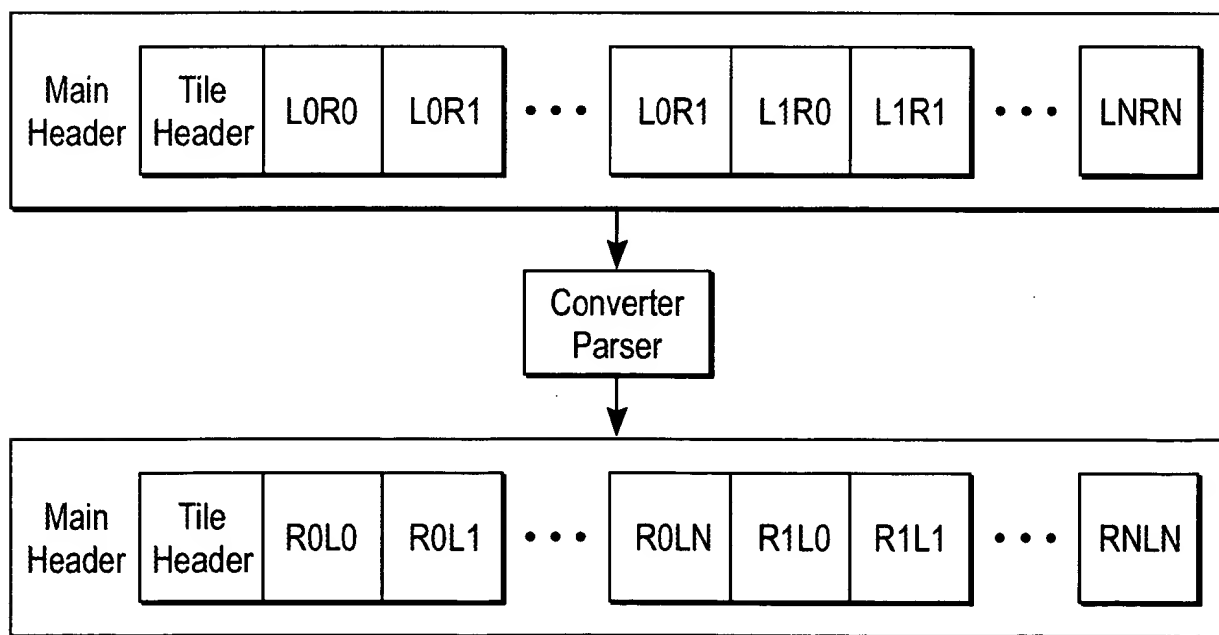 Main Header
Tile Header
L0R0
L0R1
• • •
L0R1
L1R0
L1R1
• • •
LNRN
Converter
Parser
Main Header
Tile Header
R0L0
R0L1
• • •
R0LN
R1L0
R1L1
• • •
RNLN